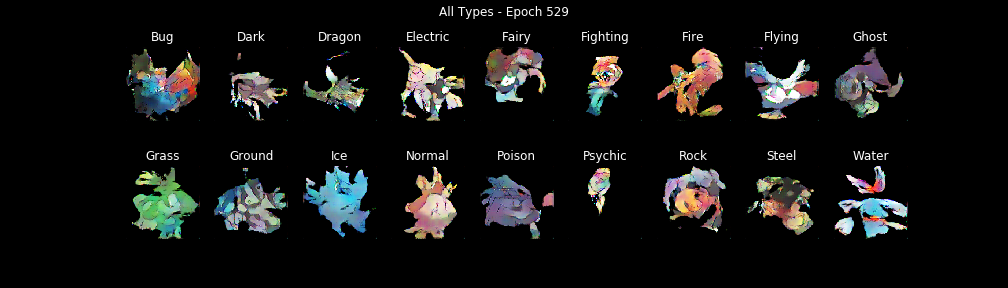 All Types - Epoch 529
Bug Dark Dragon Electric Fairy Fighting Fire Flying Ghost
Grass Ground Ice Normal Poison Psychic Rock Steel Water